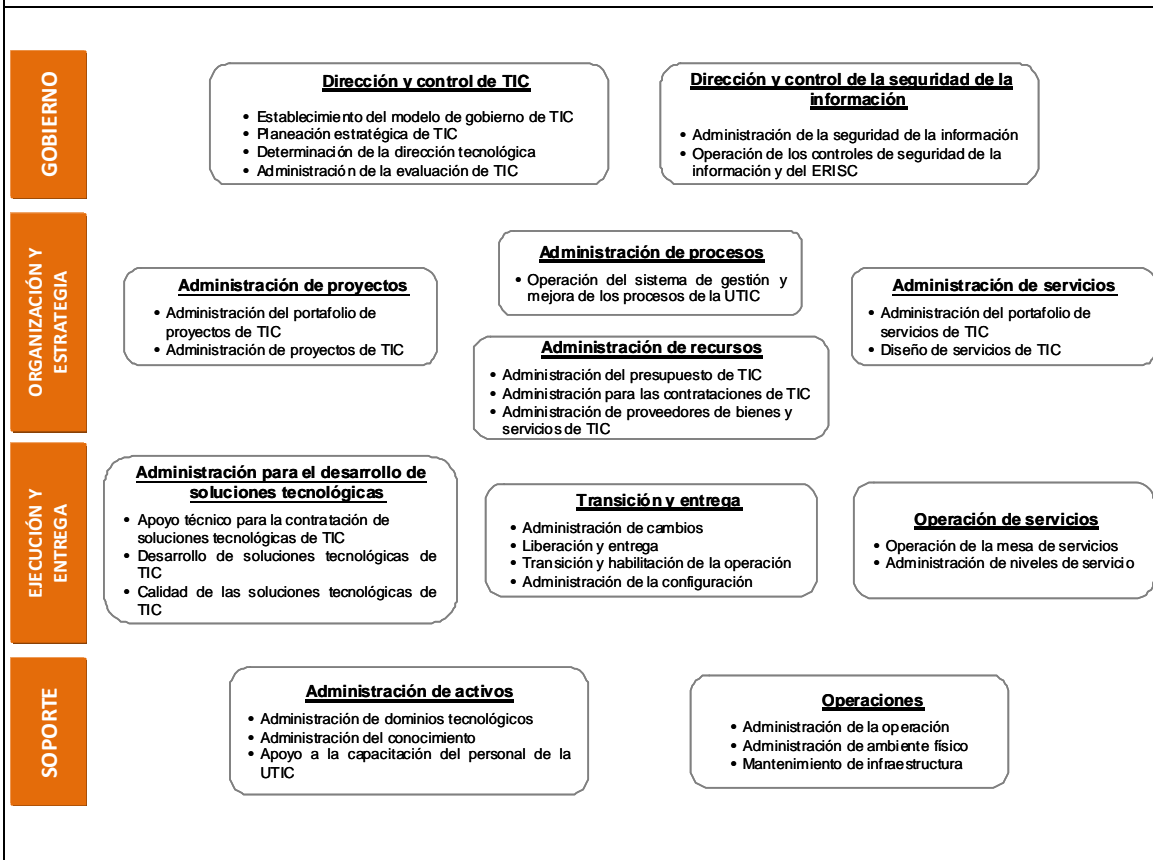 GOBIERNO
Dirección y control de TIC
• Establecimiento del modelo de gobierno de TIC
• Planeación estratégica de TIC
• Determinación de la dirección tecnológica
• Administración de la evaluación de TIC
Dirección y control de la seguridad de la
información
• Administración de la seguridad de la información
• Operación de los controles de seguridad de la
información y del ERISC
ORGANIZACIÓN Y
ESTRATEGIA
Administración de proyectos
• Administración del portafolio de
proyectos de TIC
• Administración de proyectos de TIC
Administración de procesos
• Operación del sistema de gestión y
mejora de los procesos de la UTIC
Administración de recursos
• Administración del presupuesto de TIC
• Administración para las contrataciones de TIC
• Administración de proveedores de bienes y
servicios de TIC
Administración de servicios
• Administración del portafolio de
servicios de TIC
• Diseño de servicios de TIC
EJECUCIÓN Y
ENTREGA
Administración para el desarrollo de
soluciones tecnológicas
• Apoyo técnico para la contratación de
soluciones tecnológicas de TIC
• Desarrollo de soluciones tecnológicas de
TIC
• Calidad de las soluciones tecnológicas de
TIC
Transición y entrega
• Administración de cambios
• Liberación y entrega
• Transición y habilitación de la operación
• Administración de la configuración
Operación de servicios
• Operación de la mesa de servicios
• Administración de niveles de servicio
SOPORTE
Administración de activos
• Administración de dominios tecnológicos
• Administración del conocimiento
• Apoyo a la capacitación del personal de la
UTIC
Operaciones
• Administración de la operación
• Administración de ambiente físico
• Mantenimiento de infraestructura